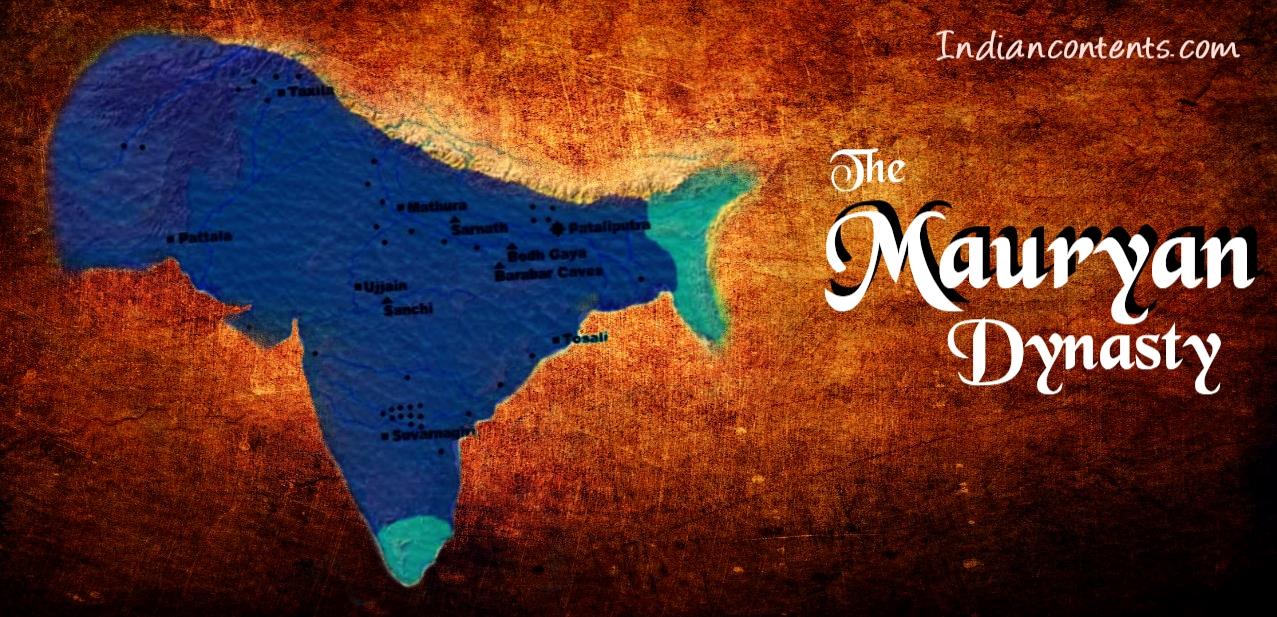 Indiancontents.com
The
Mauryan
Dynasty
Taxila
Mathura
Sarnath
Pataliputra
Pattala
Bodh Gaya
Barabar Caves
Ujjain
Sanchi
Tosali
Suvarnagiri